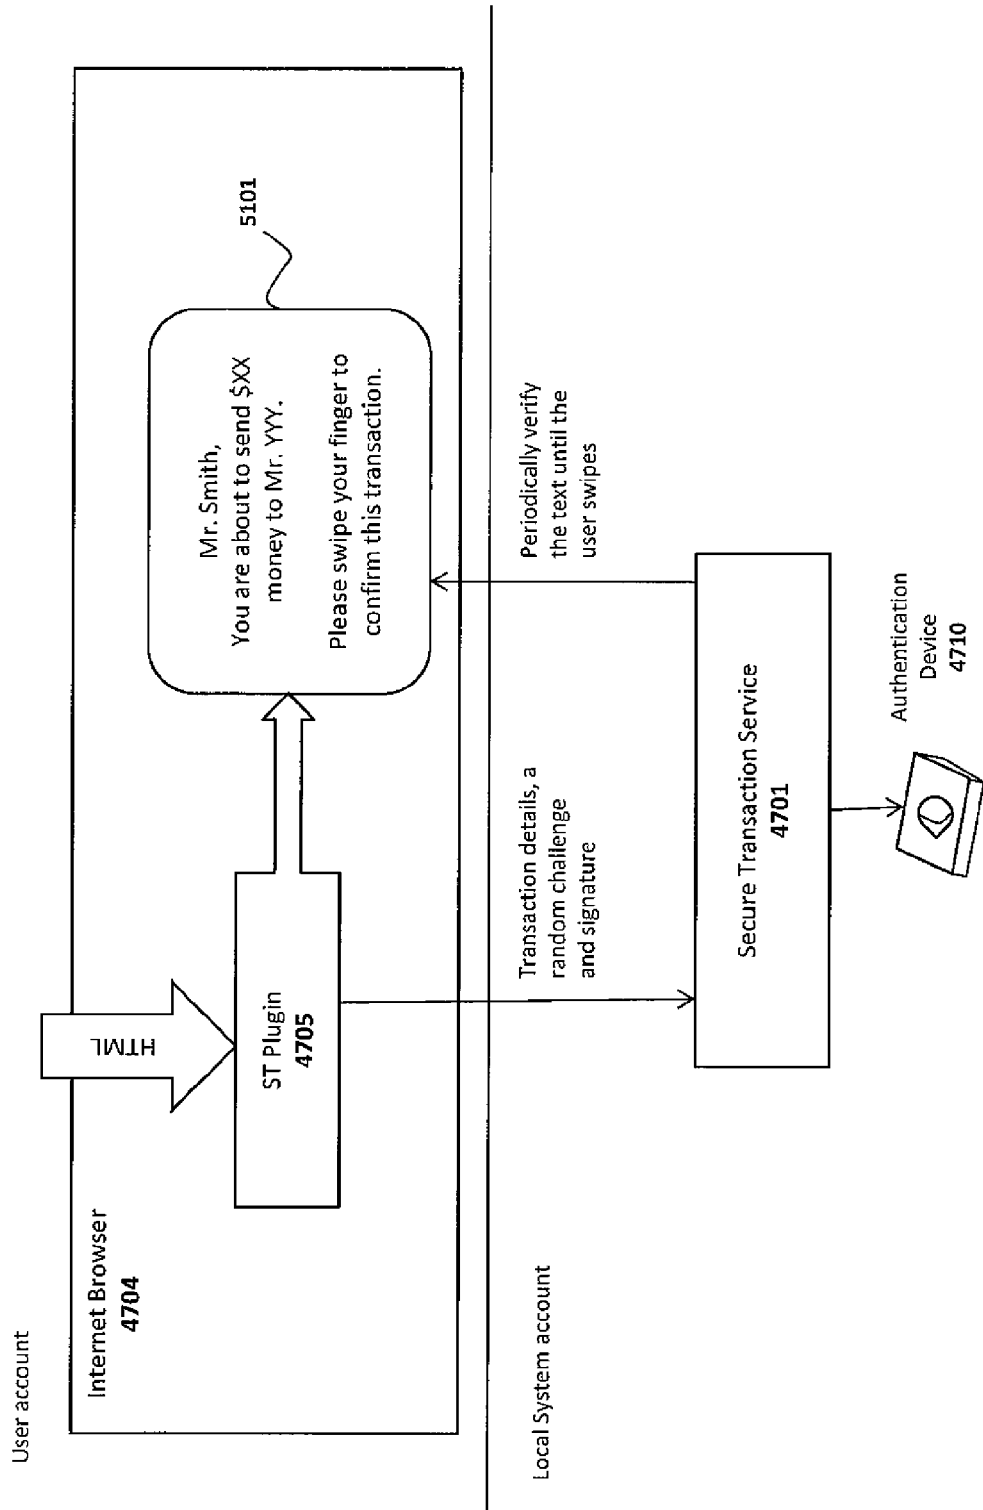 User account
Internet Browser
4704
HTML
ST Plugin
4705
Mr. Smith,
You are about to send $XX
money to Mr. YYY.
Please swipe your finger to
confirm this transaction.
5101
Local System account
Transaction details, a
random challenge
and signature
Periodically verify
the text until the
user swipes
Secure Transaction Service
4701
Authentication
Device
4710